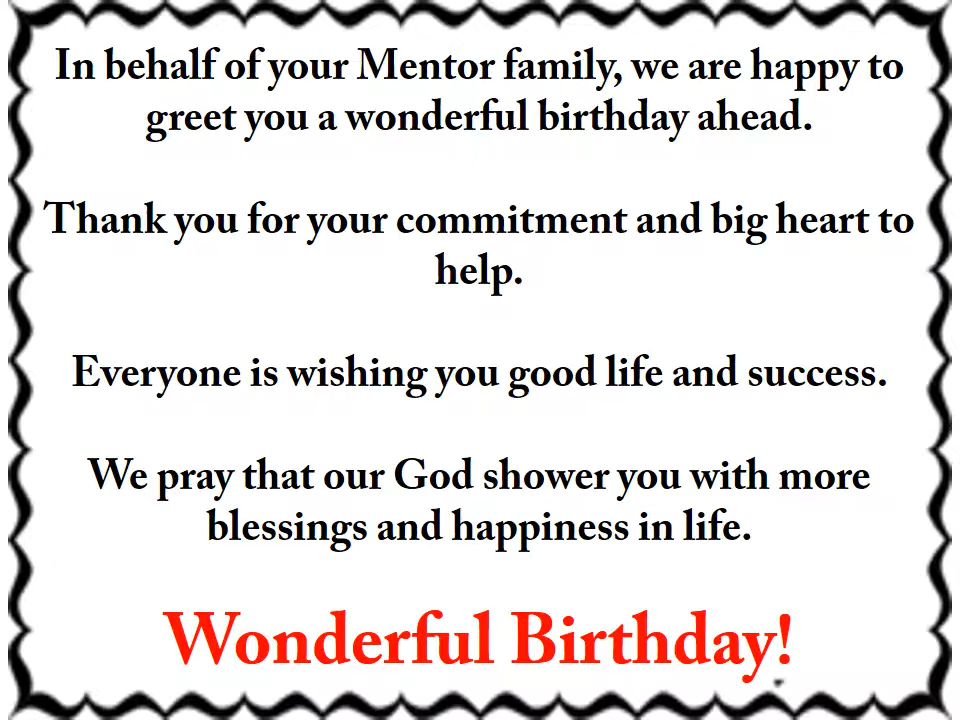 In behalf of your Mentor family, we are happy to
greet you a wonderful birthday ahead.
Thank you for your commitment and big heart to
help.
Everyone is wishing you good life and success.
We pray that our God shower you with more
blessings and happiness in life.
Wonderful Birthday!